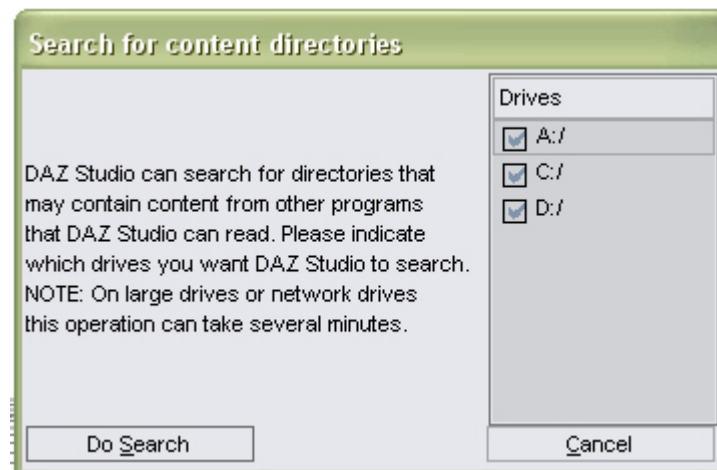 Search for content directories
Drives
A:/
C:/
D:/
DAZ Studio can search for directories that
may contain content from other programs
that DAZ Studio can read. Please indicate
which drives you want DAZ Studio to search.
NOTE: On large drives or network drives
this operation can take several minutes.
Do Search
Cancel